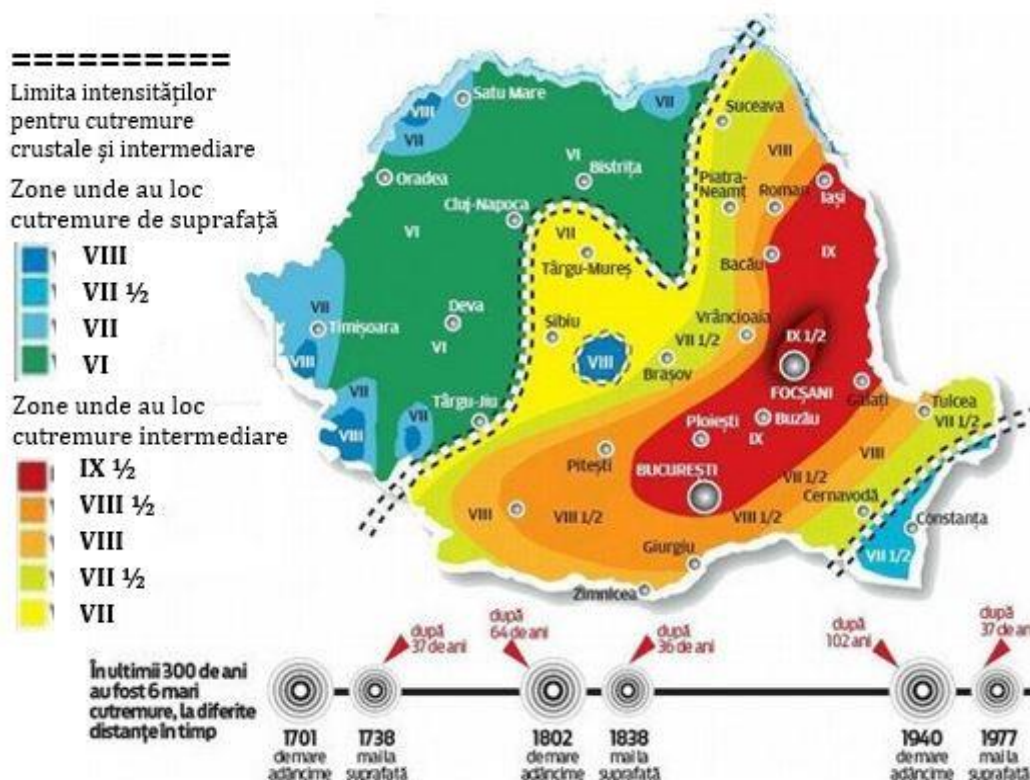 ==========
Limita intensităților
pentru cutremure
crustale și intermediare
Zone unde au loc
cutremure de suprafață
VIII
VII ½
VII
VI
Zone unde au loc
cutremure intermediare
IX ½
VIII ½
VIII
VII ½
VII
VIII
Satu Mare
VII
VII
Suceava
VI
Bistrița
VIII
Oradea
Piatra-
Neamț
Roman
Iași
Cluj-Napoca
VI
VII
Târgu-Mureș
Bacău
IX
VII
Timișoara
Deva
Vrâncioaia
VI
Sibiu
VII 1/2
IX 1/2
VIII
VIII
Brașov
FOCȘANI
VII
Târgu-Jiu
Galați
Tulcea
VII
VII 1/2
VIII
Ploiești
Buzău
IX
VIII
Pitești
BUCUREȘTI
VII 1/2
Cernavodă
VIII
VIII 1/2
VIII 1/2
Constanța
VII 1/2
Giurgiu
Zimnicea
după
37 de ani
după
64 de ani
după
36 de ani
după
102 ani
după
37 de ani
În ultimii 300 de ani
au fost 6 mari
cutremure, la diferite
distanțe în timp
1701
de mare
adâncime
1738
mai la
suprafață
1802
de mare
adâncime
1838
mai la
suprafață
1940
de mare
adâncime
1977
mai la
suprafață